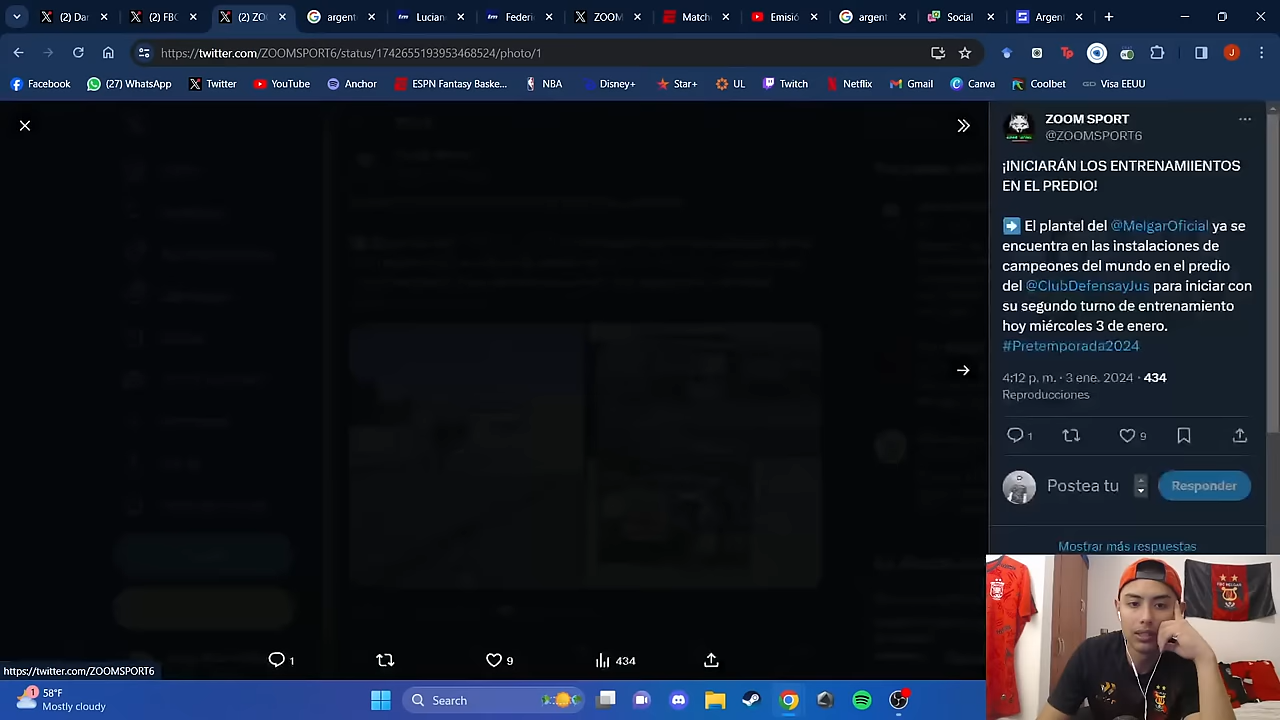 Dar
FBC
ZO
argent
Lucian
Federi
ZOOM
Match
Emisió
argent
Social
Argent
https://twitter.com/ZOOMSPORT6/status/1742655193953468524/photo/1
Facebook
(27) WhatsApp
Twitter
YouTube
Anchor
ESPN Fantasy Baske...
NBA
Disney+
Star+
UL
Twitch
Netflix
Gmail
Canva
Coolbet
Visa EEUU
ZOOM SPORT
@ZOOMSPORT6
¡INICIARÁN LOS ENTRENAMIIENTOS
EN EL PREDIO!
El plantel del @MelgarOficial ya se
encuentra en las instalaciones de
campeones del mundo en el predio
del @ClubDefensayJus para iniciar con
su segundo turno de entrenamiento
hoy miércoles 3 de enero.
#Pretemporada2024
4:12 p. m. · 3 ene. 2024 · 434
Reproducciones
1
9
Postea tu
Responder
Mostrar más respuestas
1
9
434
https://twitter.com/ZOOMSPORT6
1
58°F
Mostly cloudy
Search